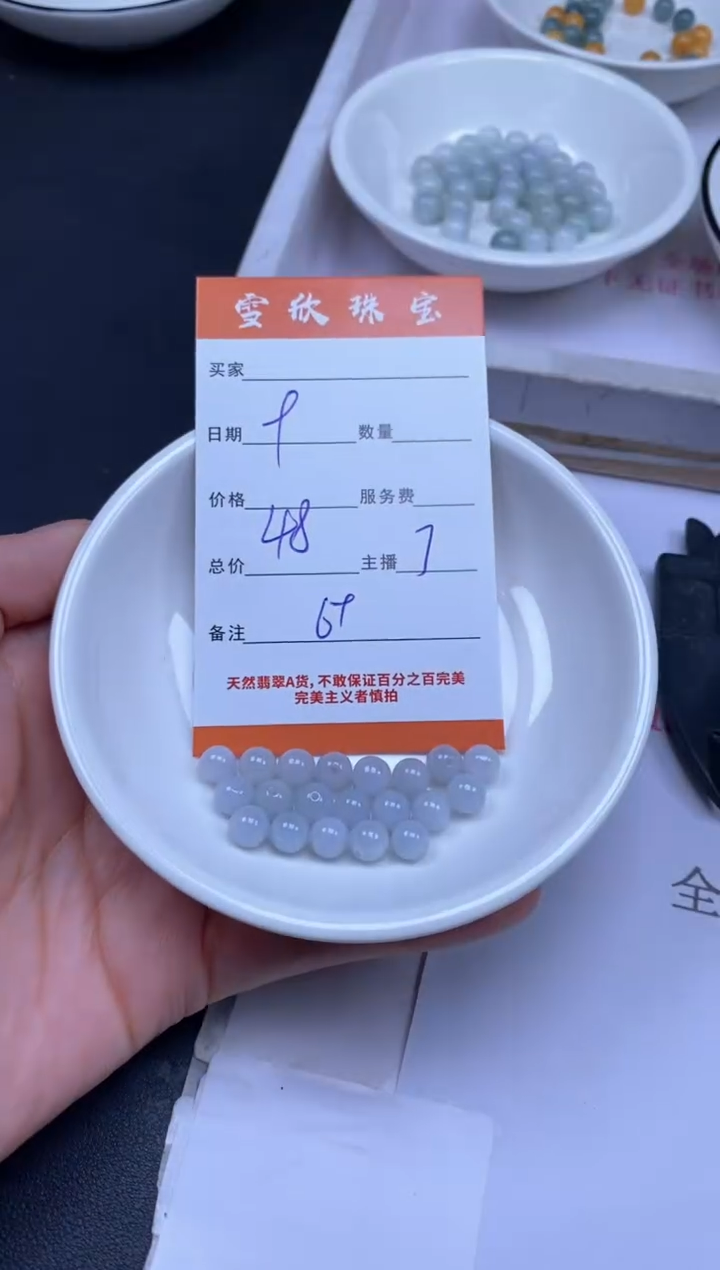 雪欣珠宝
买家
日期 数量
价格 服务费
48
总价 主播
备注
天然翡翠A货,不敢保证百分之百完美
完美主义者慎拍
全